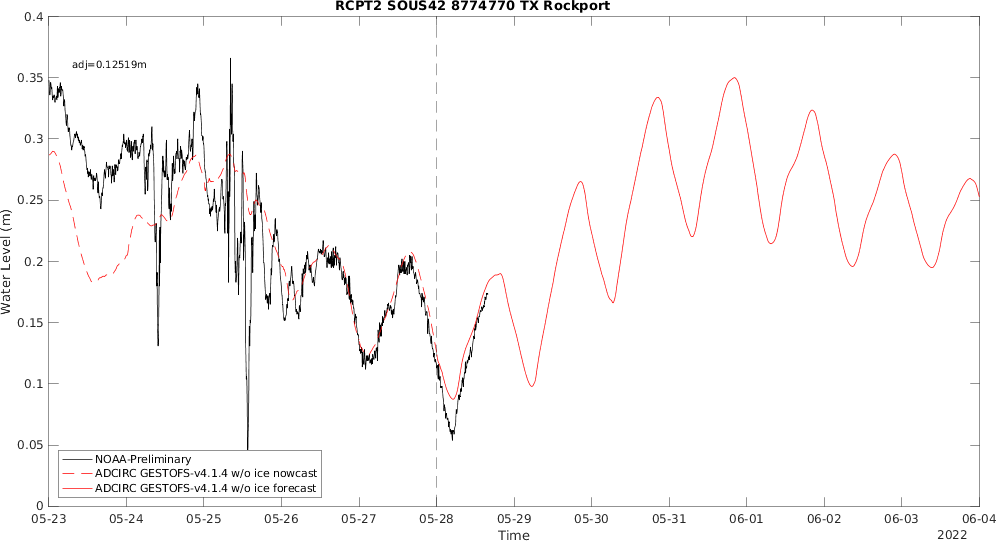 RCPT2 SOUS42 8774770 TX Rockport
adj=0.12519m
Water Level (m)
0.4
0.35
0.3
0.25
0.2
0.15
0.1
0.05
0
NOAA-Preliminary
ADCIRC GESTOFS-v4.1.4 w/o ice nowcast
ADCIRC GESTOFS-v4.1.4 w/o ice forecast
05-23 05-24 05-25 05-26 05-27 05-28 05-29 05-30 05-31 06-01 06-02 06-03 06-04
Time
2022